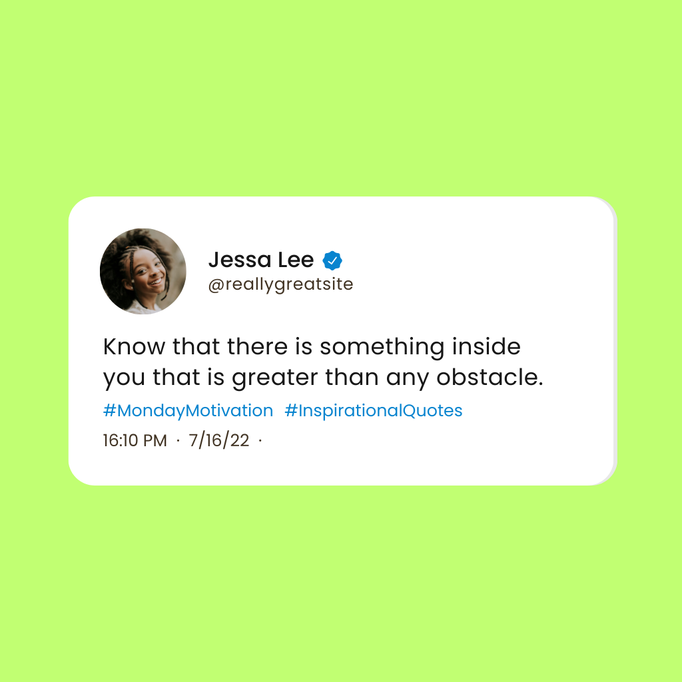 Jessa Lee
@reallygreatsite
Know that there is something inside
you that is greater than any obstacle.
#MondayMotivation #InspirationalQuotes
16:10 PM · 7/16/22 ·